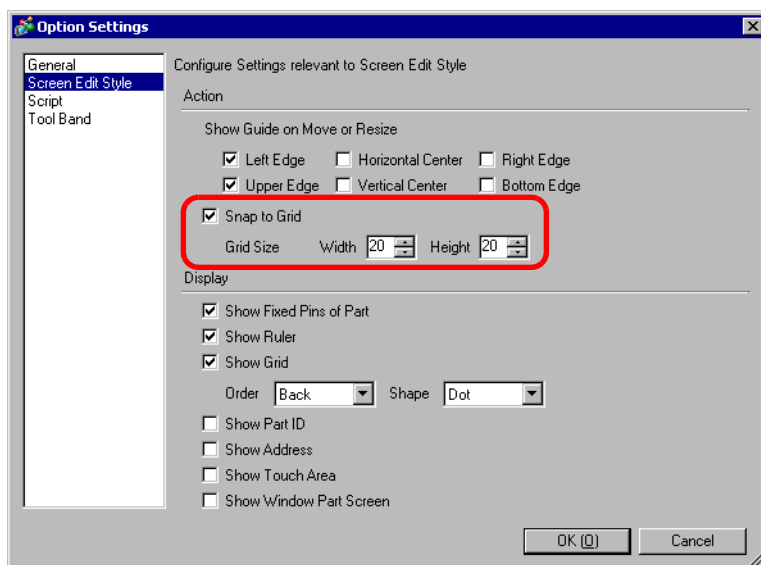 Option Settings
General
Screen Edit Style
Script
Tool Band
Configure Settings relevant to Screen Edit Style
Action
Show Guide on Move or Resize
Left Edge Horizontal Center Right Edge
Upper Edge Vertical Center Bottom Edge
Snap to Grid
Grid Size Width 20 Height 20
Display
Show Fixed Pins of Part
Show Ruler
Show Grid
Order Back Shape Dot
Show Part ID
Show Address
Show Touch Area
Show Window Part Screen
OK (O) Cancel